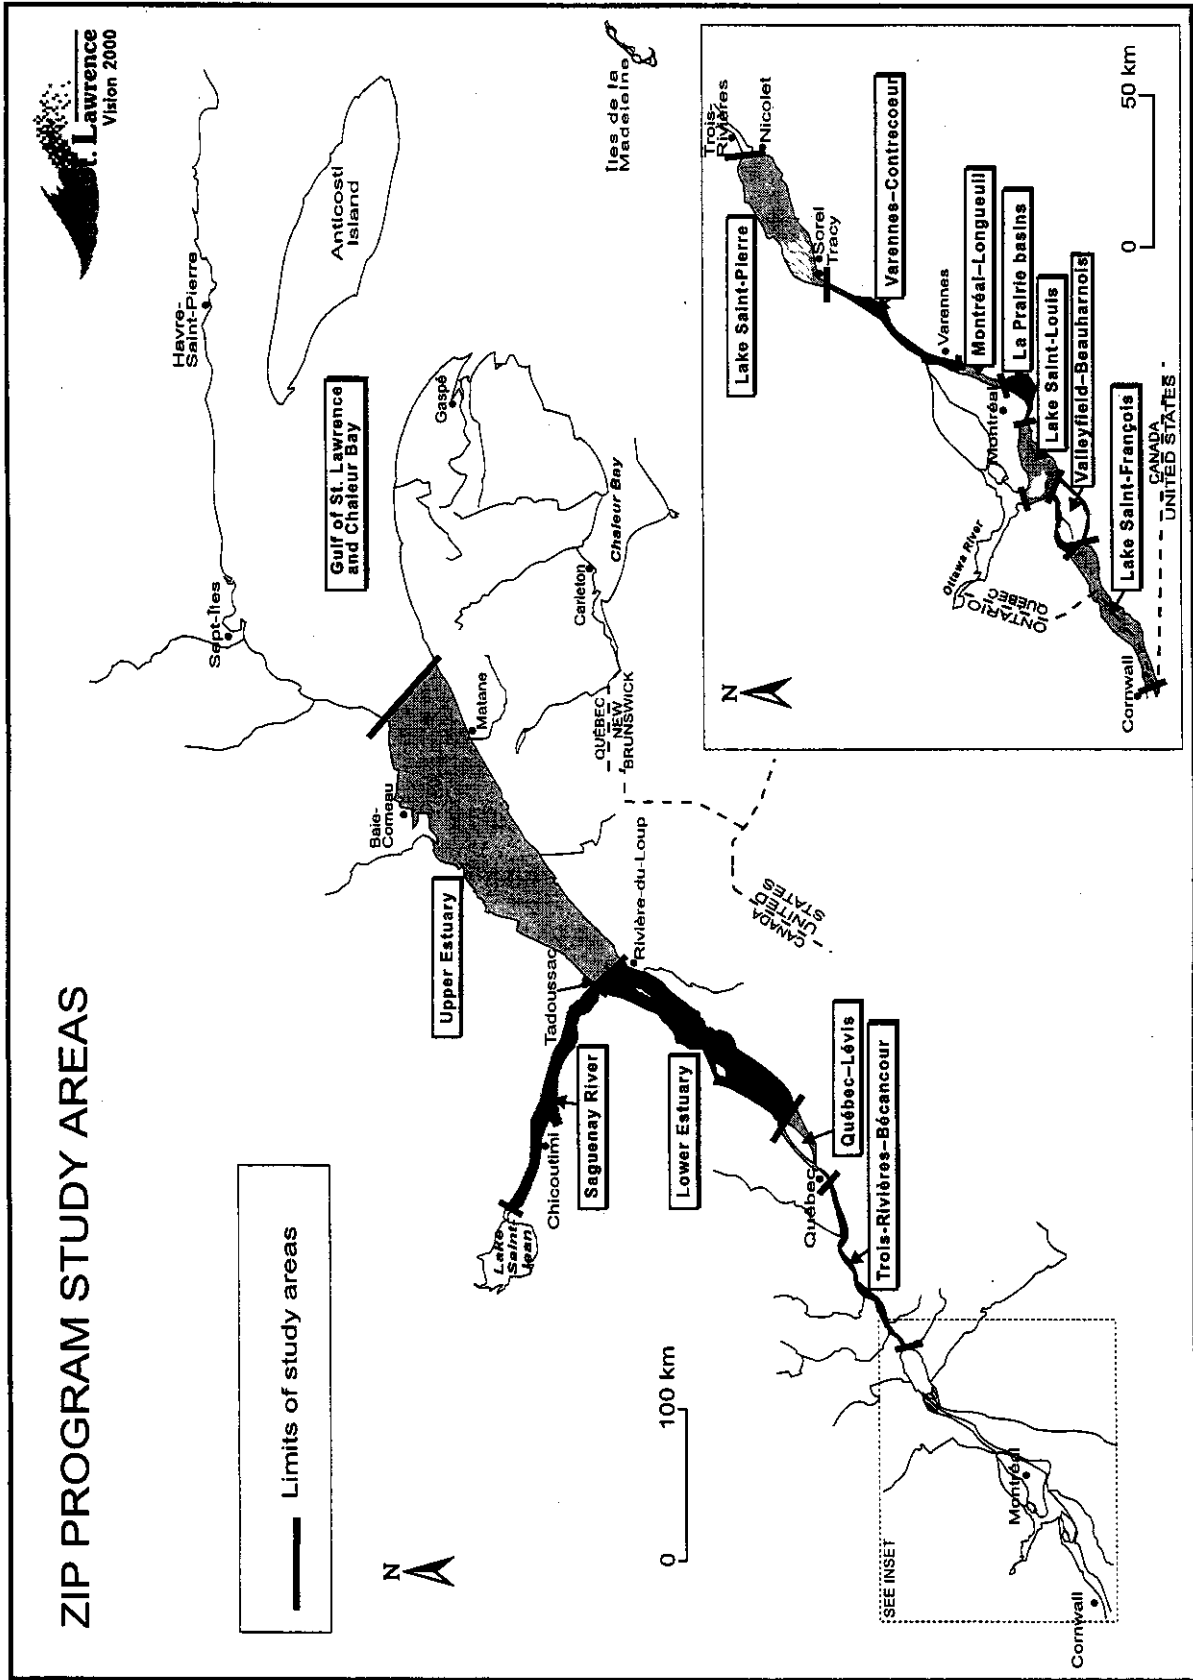 ZIP PROGRAM STUDY AREAS
St. Lawrence
Vision 2000
Limits of study areas
N
0
100 km
Havre-
Saint-Pierre
Sept-Îles
Anticosti
Island
Gulf of St. Lawrence
and Chaleur Bay
Îles de la
Madeleine
Gaspé
Chaleur Bay
Carleton
Baie-
Comeau
Matane
QUÉBEC
NEW
BRUNSWICK
Upper Estuary
Tadoussac
Rivière-du-Loup
CANADA
UNITED
STATES
Lake
Saint-
Jean
Chicoutimi
Saguenay River
Lower Estuary
Québec
Québec–Lévis
Trois-Rivières–Bécancour
SEE INSET
Montréal
Cornwall
N
0
50 km
Trois-
Rivières
Nicolet
Lake Saint-Pierre
Sorel
Tracy
Varennes-Contrecoeur
Varennes
Montréal–Longueuil
La Prairie basins
Montréal
Lake Saint-Louis
Valleyfield–Beauharnois
Lake Saint-François
Ottawa River
ONTARIO
QUÉBEC
Cornwall
CANADA
UNITED STATES